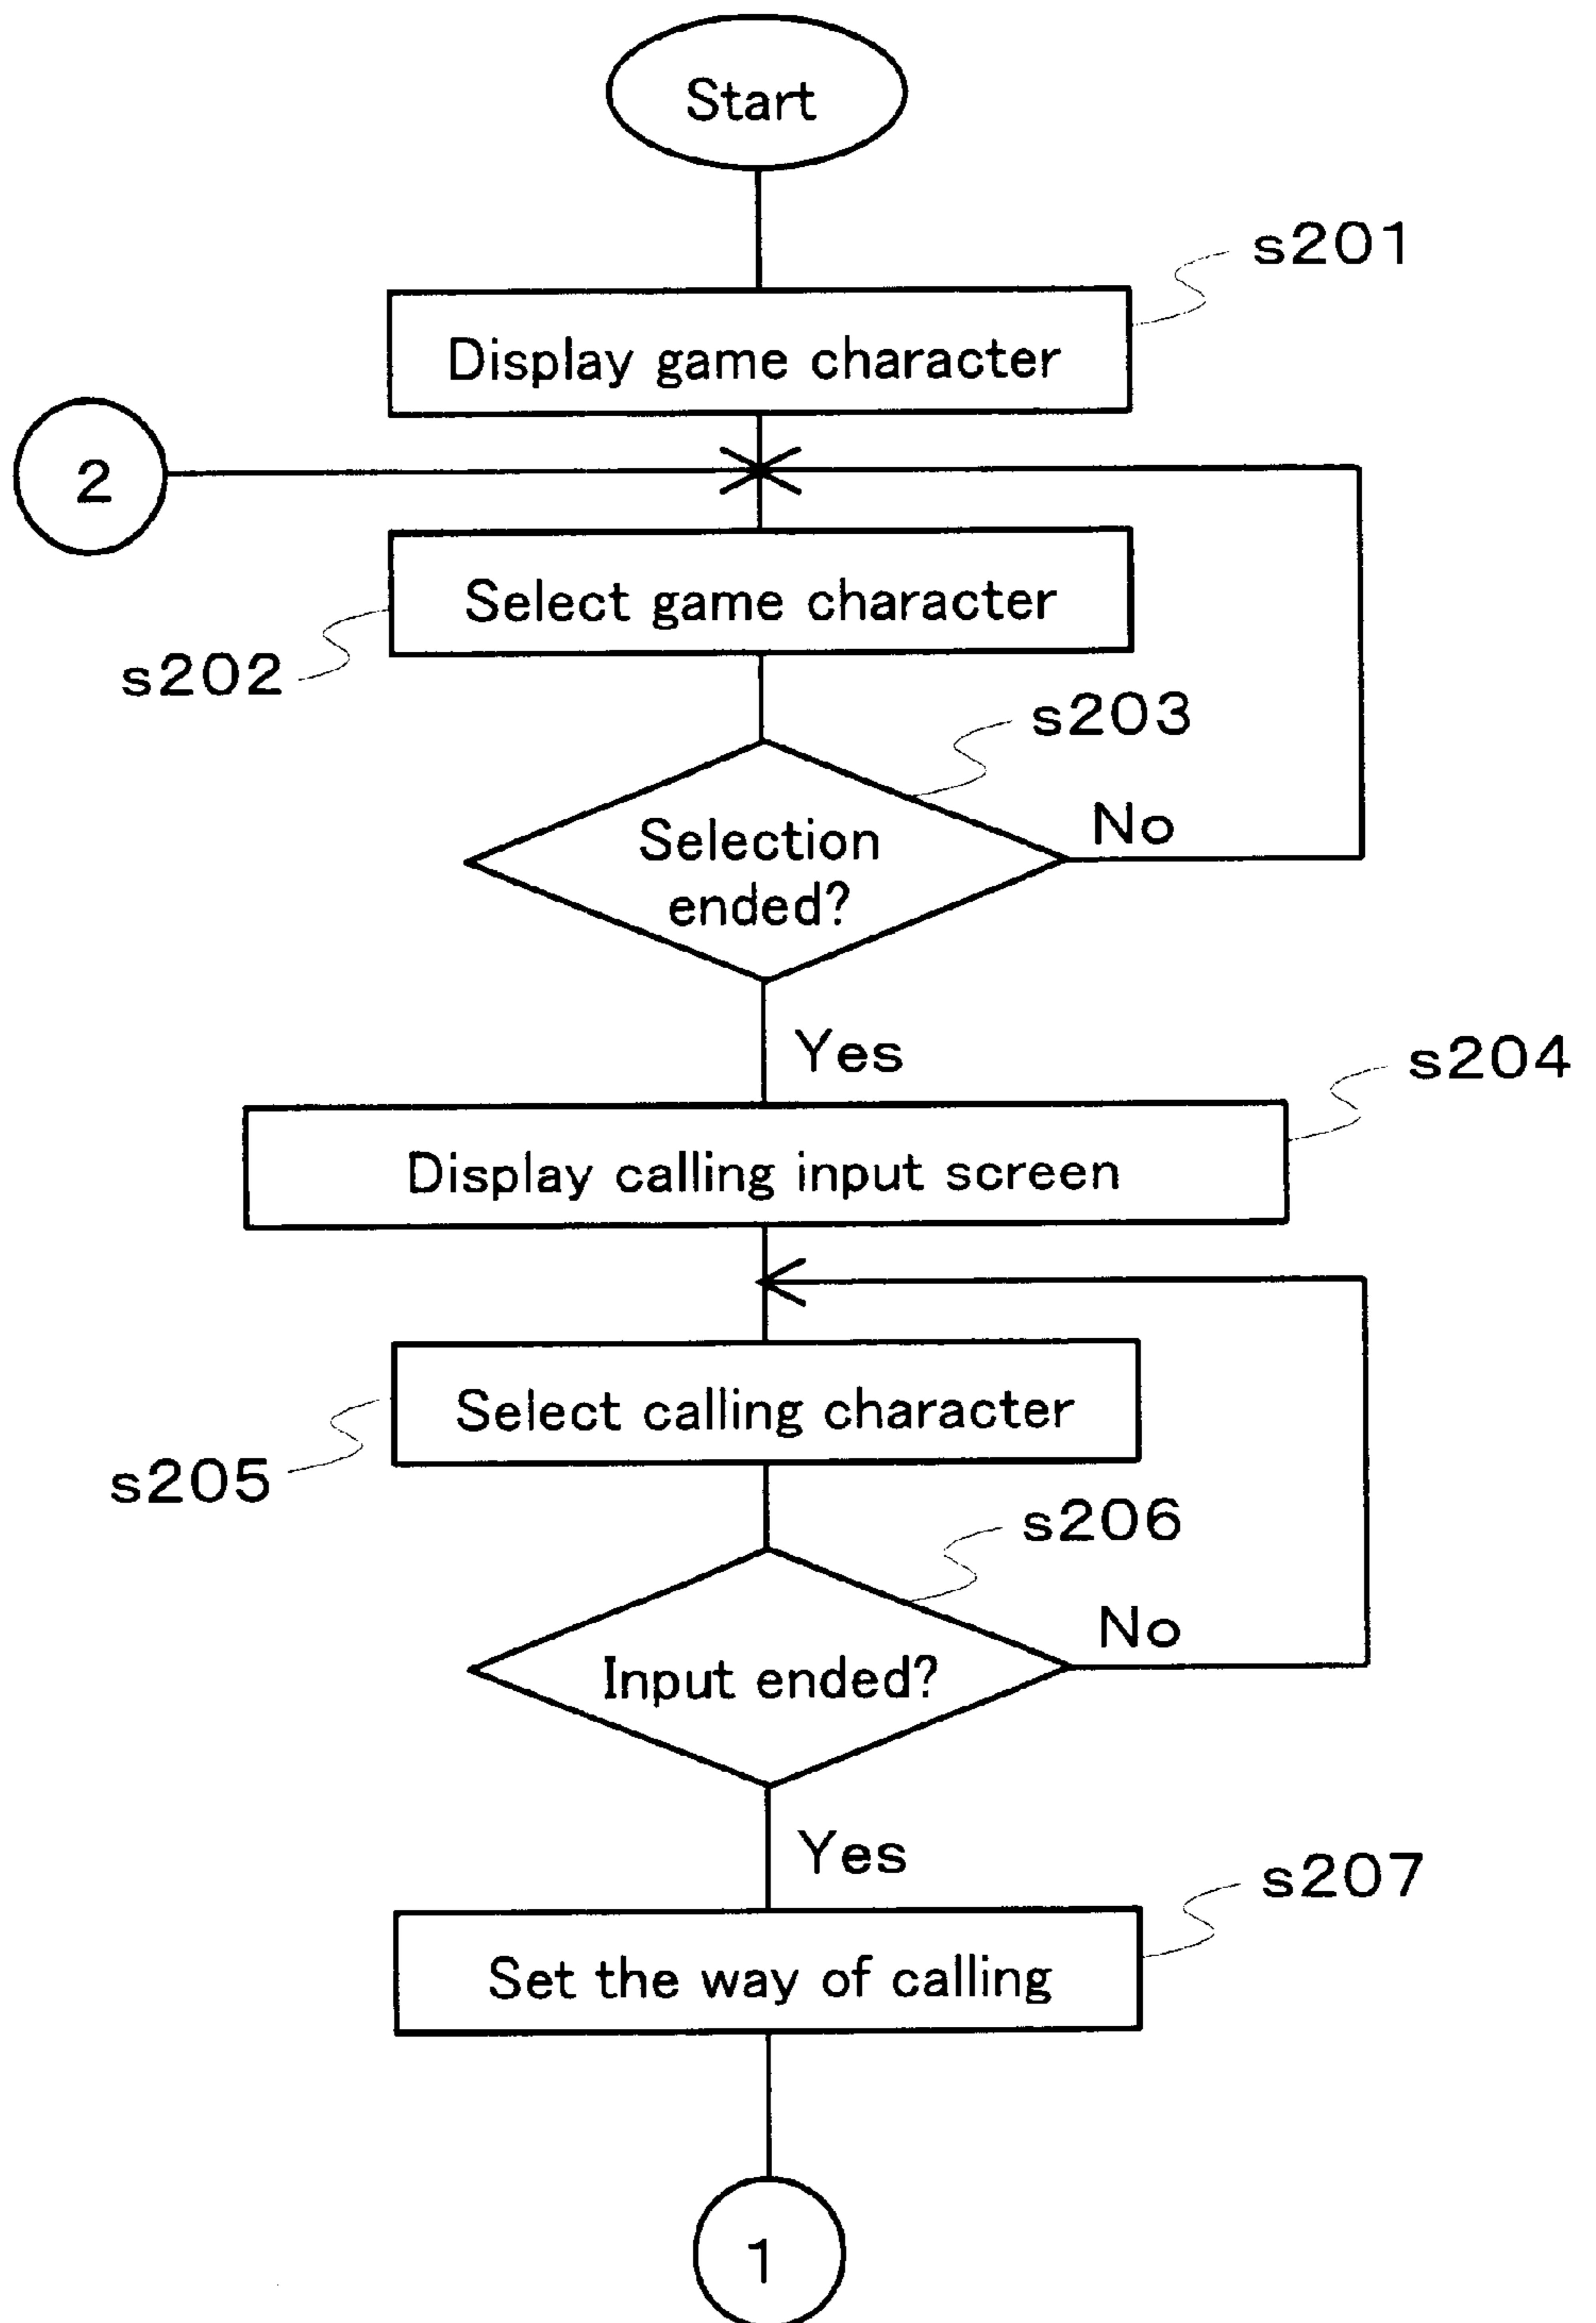 Start
s201
Display game character
2
Select game character
s202
s203
No
Selection
ended?
Yes
s204
Display calling input screen
Select calling character
s205
s206
No
Input ended?
Yes
s207
Set the way of calling
1